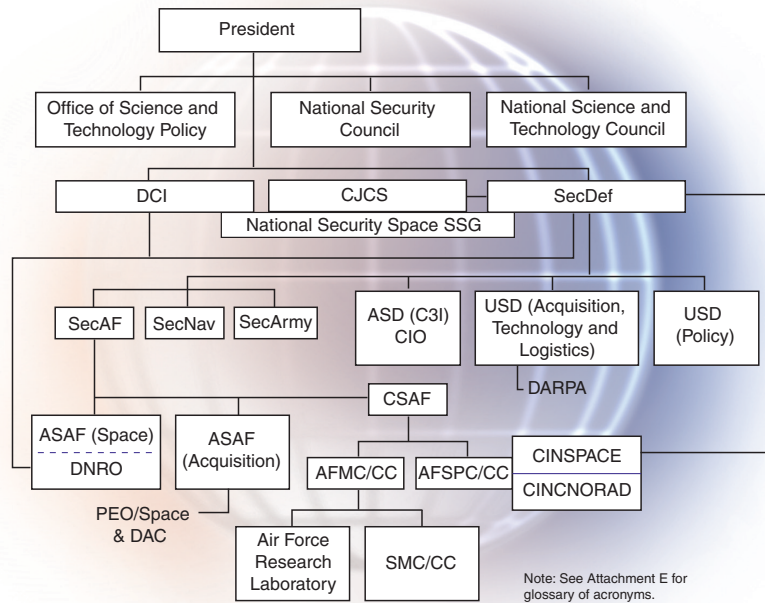 President
Office of Science and
Technology Policy
National Security
Council
National Science and
Technology Council
DCI
CJCS
SecDef
National Security Space SSG
SecAF
SecNav
SecArmy
ASD (C3I)
CIO
USD (Acquisition,
Technology and
Logistics)
USD
(Policy)
DARPA
CSAF
ASAF (Space)
DNRO
ASAF
(Acquisition)
AFMC/CC
AFSPC/CC
CINSPACE
CINCNORAD
PEO/Space
& DAC
Air Force
Research
Laboratory
SMC/CC
Note: See Attachment E for
glossary of acronyms.